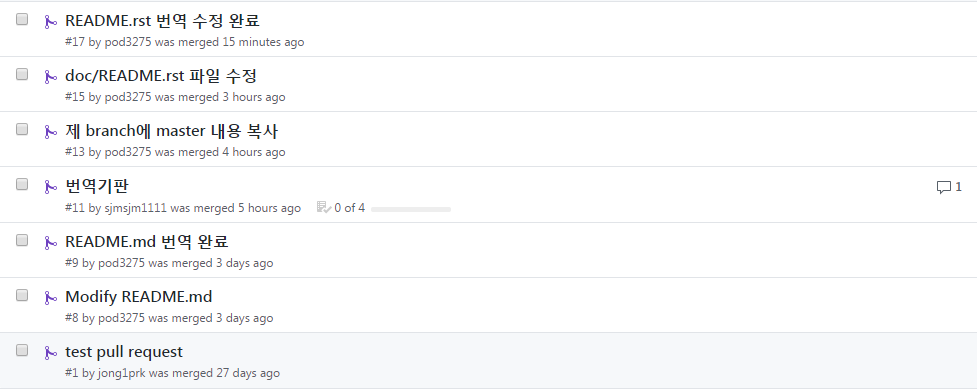 README.rst 번역 수정 완료
#17 by pod3275 was merged 15 minutes ago
doc/README.rst 파일 수정
#15 by pod3275 was merged 3 hours ago
제 branch에 master 내용 복사
#13 by pod3275 was merged 4 hours ago
번역기판
1
#11 by sjmsjm1111 was merged 5 hours ago 0 of 4
README.md 번역 완료
#9 by pod3275 was merged 3 days ago
Modify README.md
#8 by pod3275 was merged 3 days ago
test pull request
#1 by jong1prk was merged 27 days ago